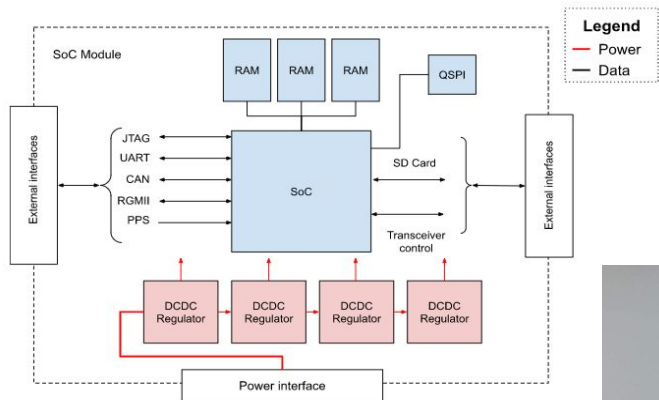 Legend
Power
Data
SoC Module
RAM RAM RAM
QSPI
External interfaces
JTAG
UART
CAN
RGMII
PPS
SoC
SD Card
Transceiver
control
External interfaces
DCDC DCDC DCDC DCDC
Regulator Regulator Regulator Regulator
Power interface